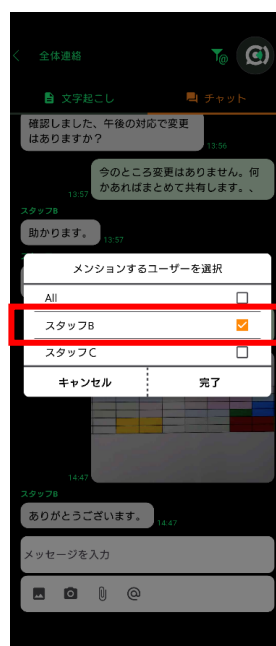 全体連絡
文字起こし
チャット
確認しました、午後の対応で変更
はありますか？
13:56
今のところ変更はありません。何
かあればまとめて共有します。、
13:57
スタッフB
助かります。
13:57
メンションするユーザーを選択
All
スタッフB
スタッフC
キャンセル
完了
14:47
スタッフB
ありがとうございます。
14:47
メッセージを入力